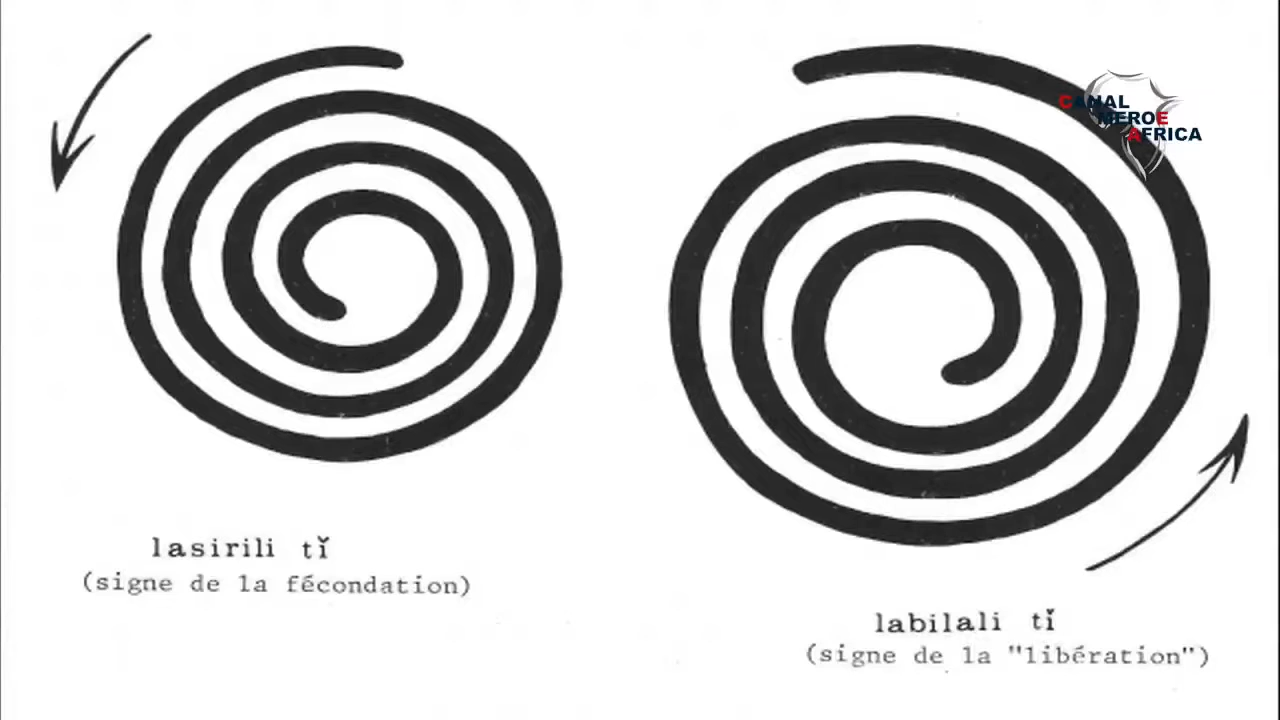 CANAL
MEROE
AFRICA
lasirili tǐ
(signe de la fécondation)
labilali tǐ
(signe de la "libération")